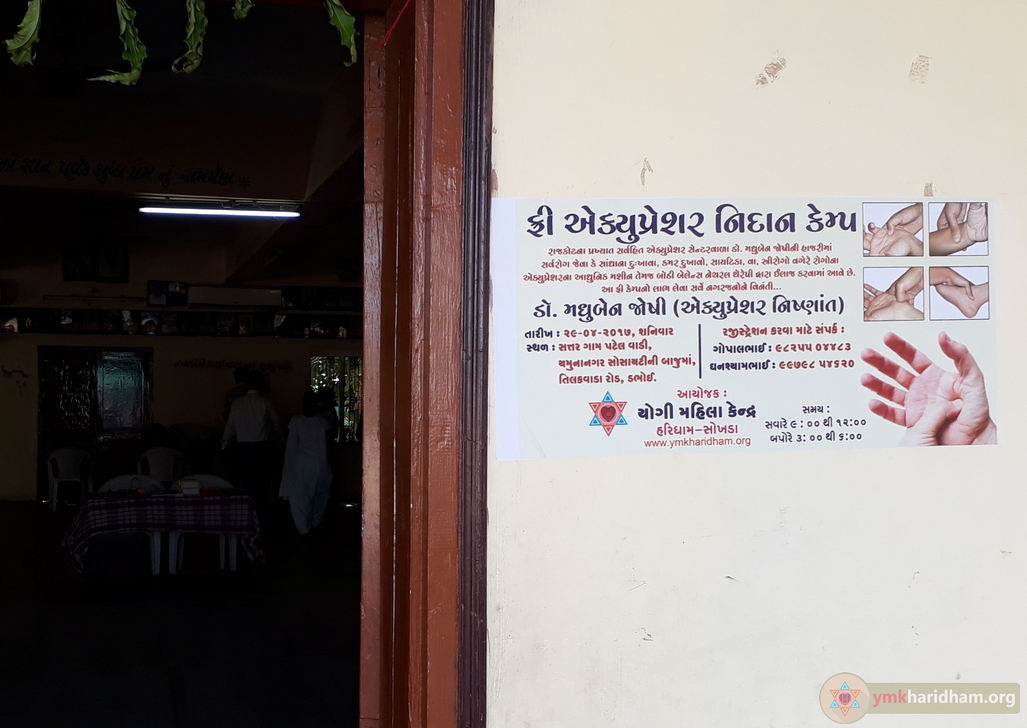 ફ્રી એક્યુપ્રેશર નિદાન કેમ્પ
રાજકોટના પ્રખ્યાત સર્વહિત એક્યુપ્રેશર સેન્ટરવાળા ડો. મધુબેન જોષીની હાજરીમાં
સર્વરોગ જેવા કે સાંધાના દુઃખાવા, કમર દુખાવો, સાયટિકા, વા, સ્ત્રીરોગો વગેરે રોગોના
એક્યુપ્રેશરના આધુનિક મશીન તેમજ બોડી બેલેન્સ નેચરલ થેરેપી દ્વારા ઈલાજ કરવામાં આવે છે.
આ ફ્રી કેમ્પનો લાભ લેવા સર્વે નગરજનોને વિનંતી...
ડૉ. મધુબેન જોષી (એક્યુપ્રેશર નિષ્ણાંત)
તારીખ : ૨૯-૦૪-૨૦૧૭, શનિવાર
સ્થળ : સત્તર ગામ પટેલ વાડી,
યમુનાનગર સોસાયટીની બાજુમાં,
તિલકવાડા રોડ, ડભોઈ.
રજીસ્ટ્રેશન કરવા માટે સંપર્ક :
ગોપાલભાઈ : ૯૮૨૫૫ ૦૪૪૮૩
ઘનશ્યામભાઈ : ૯૯૭૯૮ ૫૪૬૨૦
આયોજક :
યોગી મહિલા કેન્દ્ર
હરિધામ-સોખડા
www.ymkharidham.org
સમય :
સવારે ૯ : ૦૦ થી ૧૨:૦૦
બપોરે ૩: ૦૦ થી ૬:૦૦
ymkharidham.org